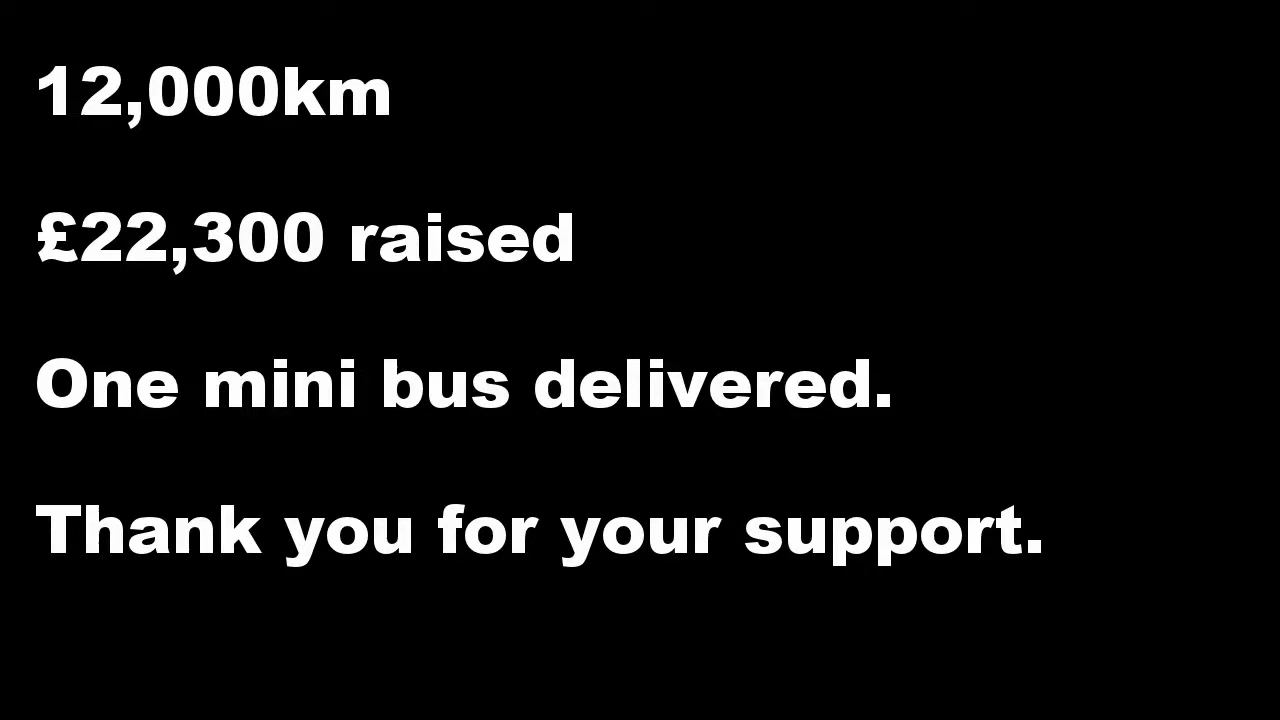 12,000km
£22,300 raised
One mini bus delivered.
Thank you for your support.